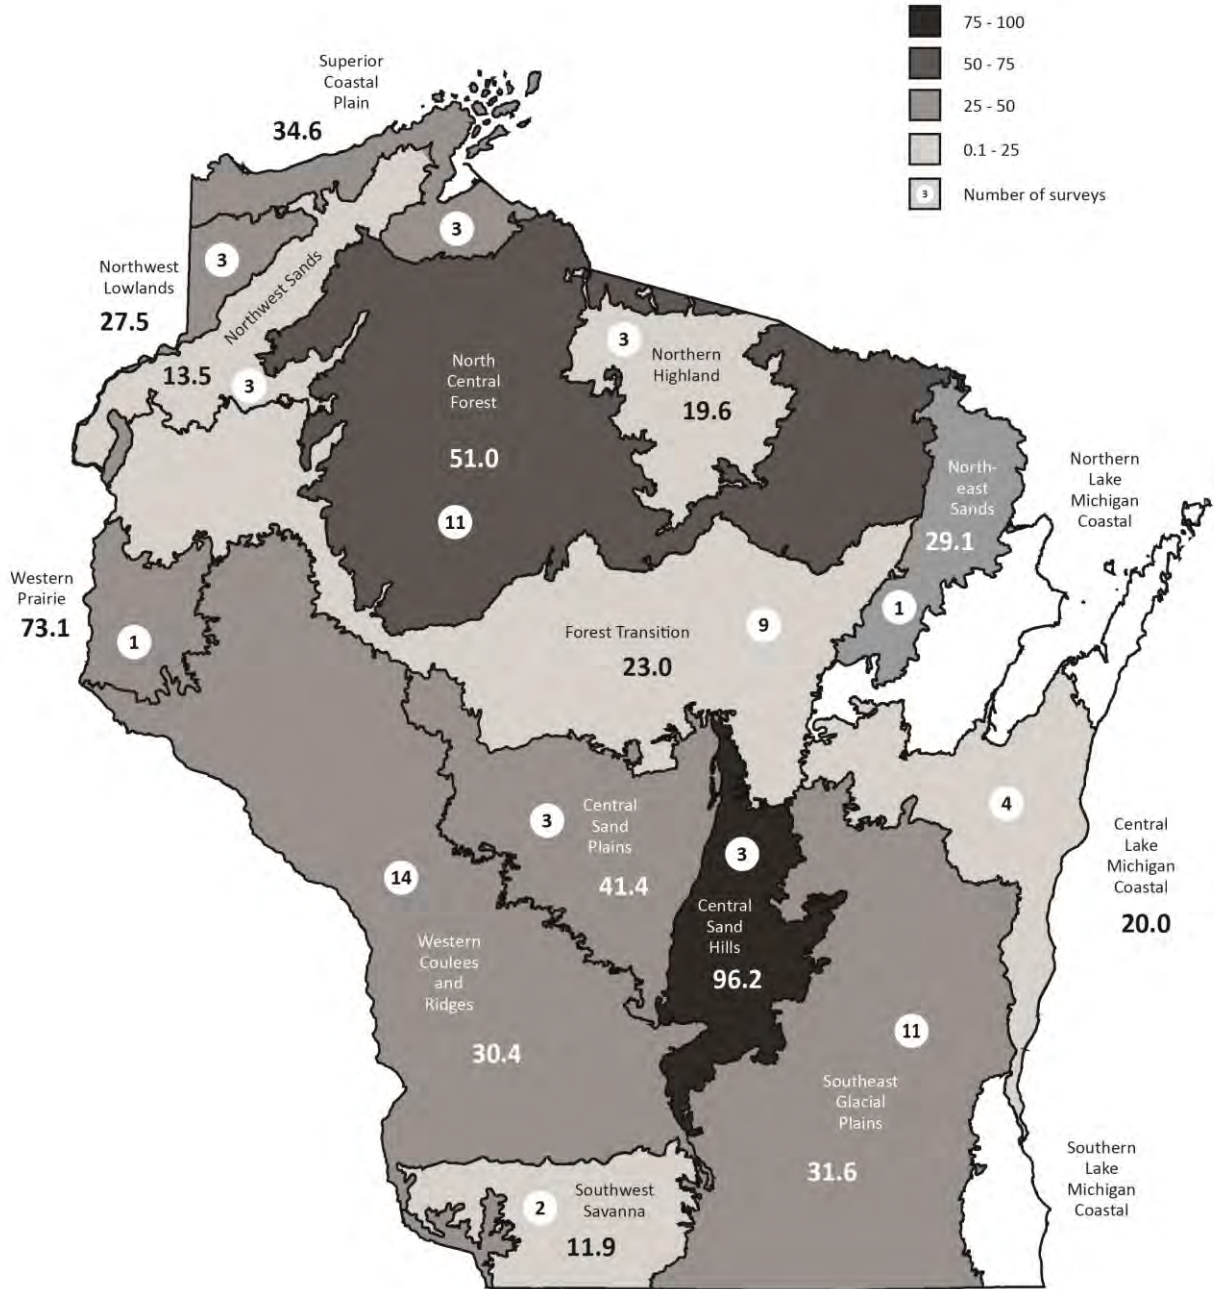 75 - 100
50 - 75
25 - 50
0.1 - 25
3 Number of surveys
Superior
Coastal
Plain
34.6
3
3
Northwest
Lowlands
27.5
Northwest Sands
13.5
3
North
Central
Forest
51.0
11
3
Northern
Highland
19.6
North-
east
Sands
29.1
1
Northern
Lake
Michigan
Coastal
Western
Prairie
73.1
1
Forest Transition
23.0
9
Central
Sand
Plains
41.4
3
3
Central
Sand
Hills
96.2
4
Central
Lake
Michigan
Coastal
20.0
14
Western
Coulees
and
Ridges
30.4
11
Southeast
Glacial
Plains
31.6
Southern
Lake
Michigan
Coastal
2
Southwest
Savanna
11.9